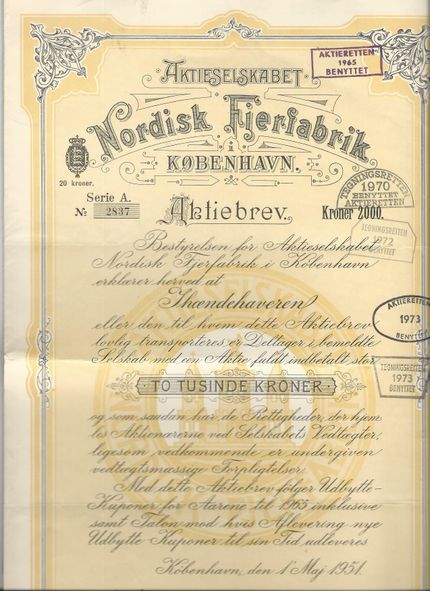 AKTIESELSKABET
Nordisk Fjerfabrik
i
KØBENHAVN.
AKTIERETTEN
1965
BENYTTET
20 kroner.
Serie A.
№ 2837
Aktiebrev.
Kroner 2000.
TEGNINGSRETTEN
1970
BENYTTET
AKTIERETTEN
TEGNINGSRETTEN
1972
BENYTTET
Bestyrelsen for Aktieselskabet
Nordisk Fjerfabrik i København
erklærer herved at
Ihændehaveren
eller den til hvem dette Aktiebrev
lovlig transporteres, er Deltager i bemeldte
Selskab med en Aktie fuldt indbetalt stor
AKTIERETTEN
1973
BENYTTET
TEGNINGSRETTEN
1973
BENYTTET
TO TUSINDE KRONER
og som saadan har de Rettigheder, der hjem
les Aktionærerne ved Selskabets Vedtægter,
ligesom vedkommende er undergiven
vedtægtsmæssige Forpligtelser.
Med dette Aktiebrev følger Udbytte-
Kuponer for Aarene til 1965 inklusive
samt Talon mod hvis Aflevering nye
Udbytte Kuponer til sin Tid udleveres
København, den 1ᵉ Maj 1951.